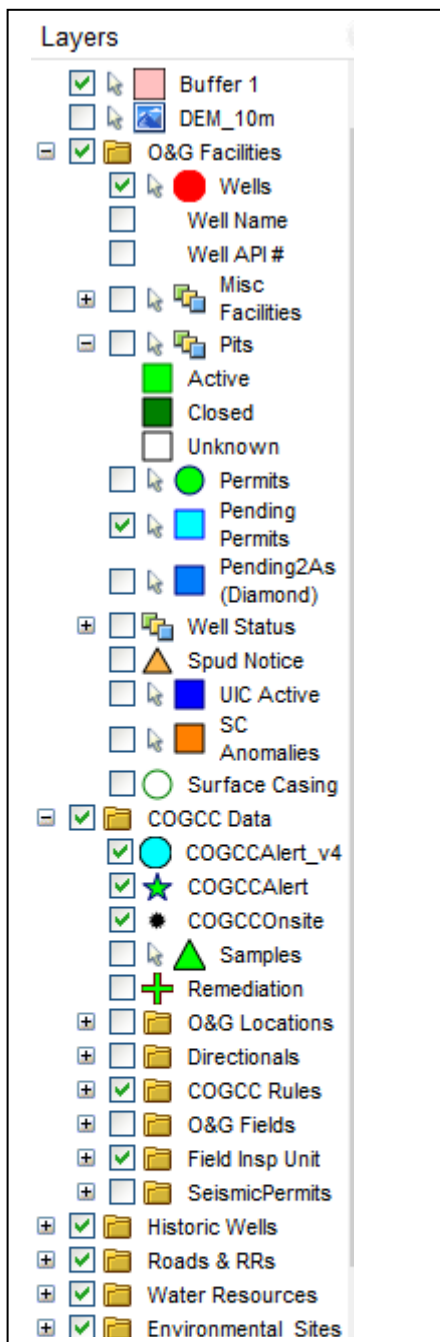 Layers
Buffer 1
DEM_10m
O&G Facilities
Wells
Well Name
Well API #
Misc
Facilities
Pits
Active
Closed
Unknown
Permits
Pending
Permits
Pending2As
(Diamond)
Well Status
Spud Notice
UIC Active
SC
Anomalies
Surface Casing
COGCC Data
COGCCAlert_v4
COGCCAlert
COGCCOnsite
Samples
Remediation
O&G Locations
Directionals
COGCC Rules
O&G Fields
Field Insp Unit
SeismicPermits
Historic Wells
Roads & RRs
Water Resources
Environmental Sites